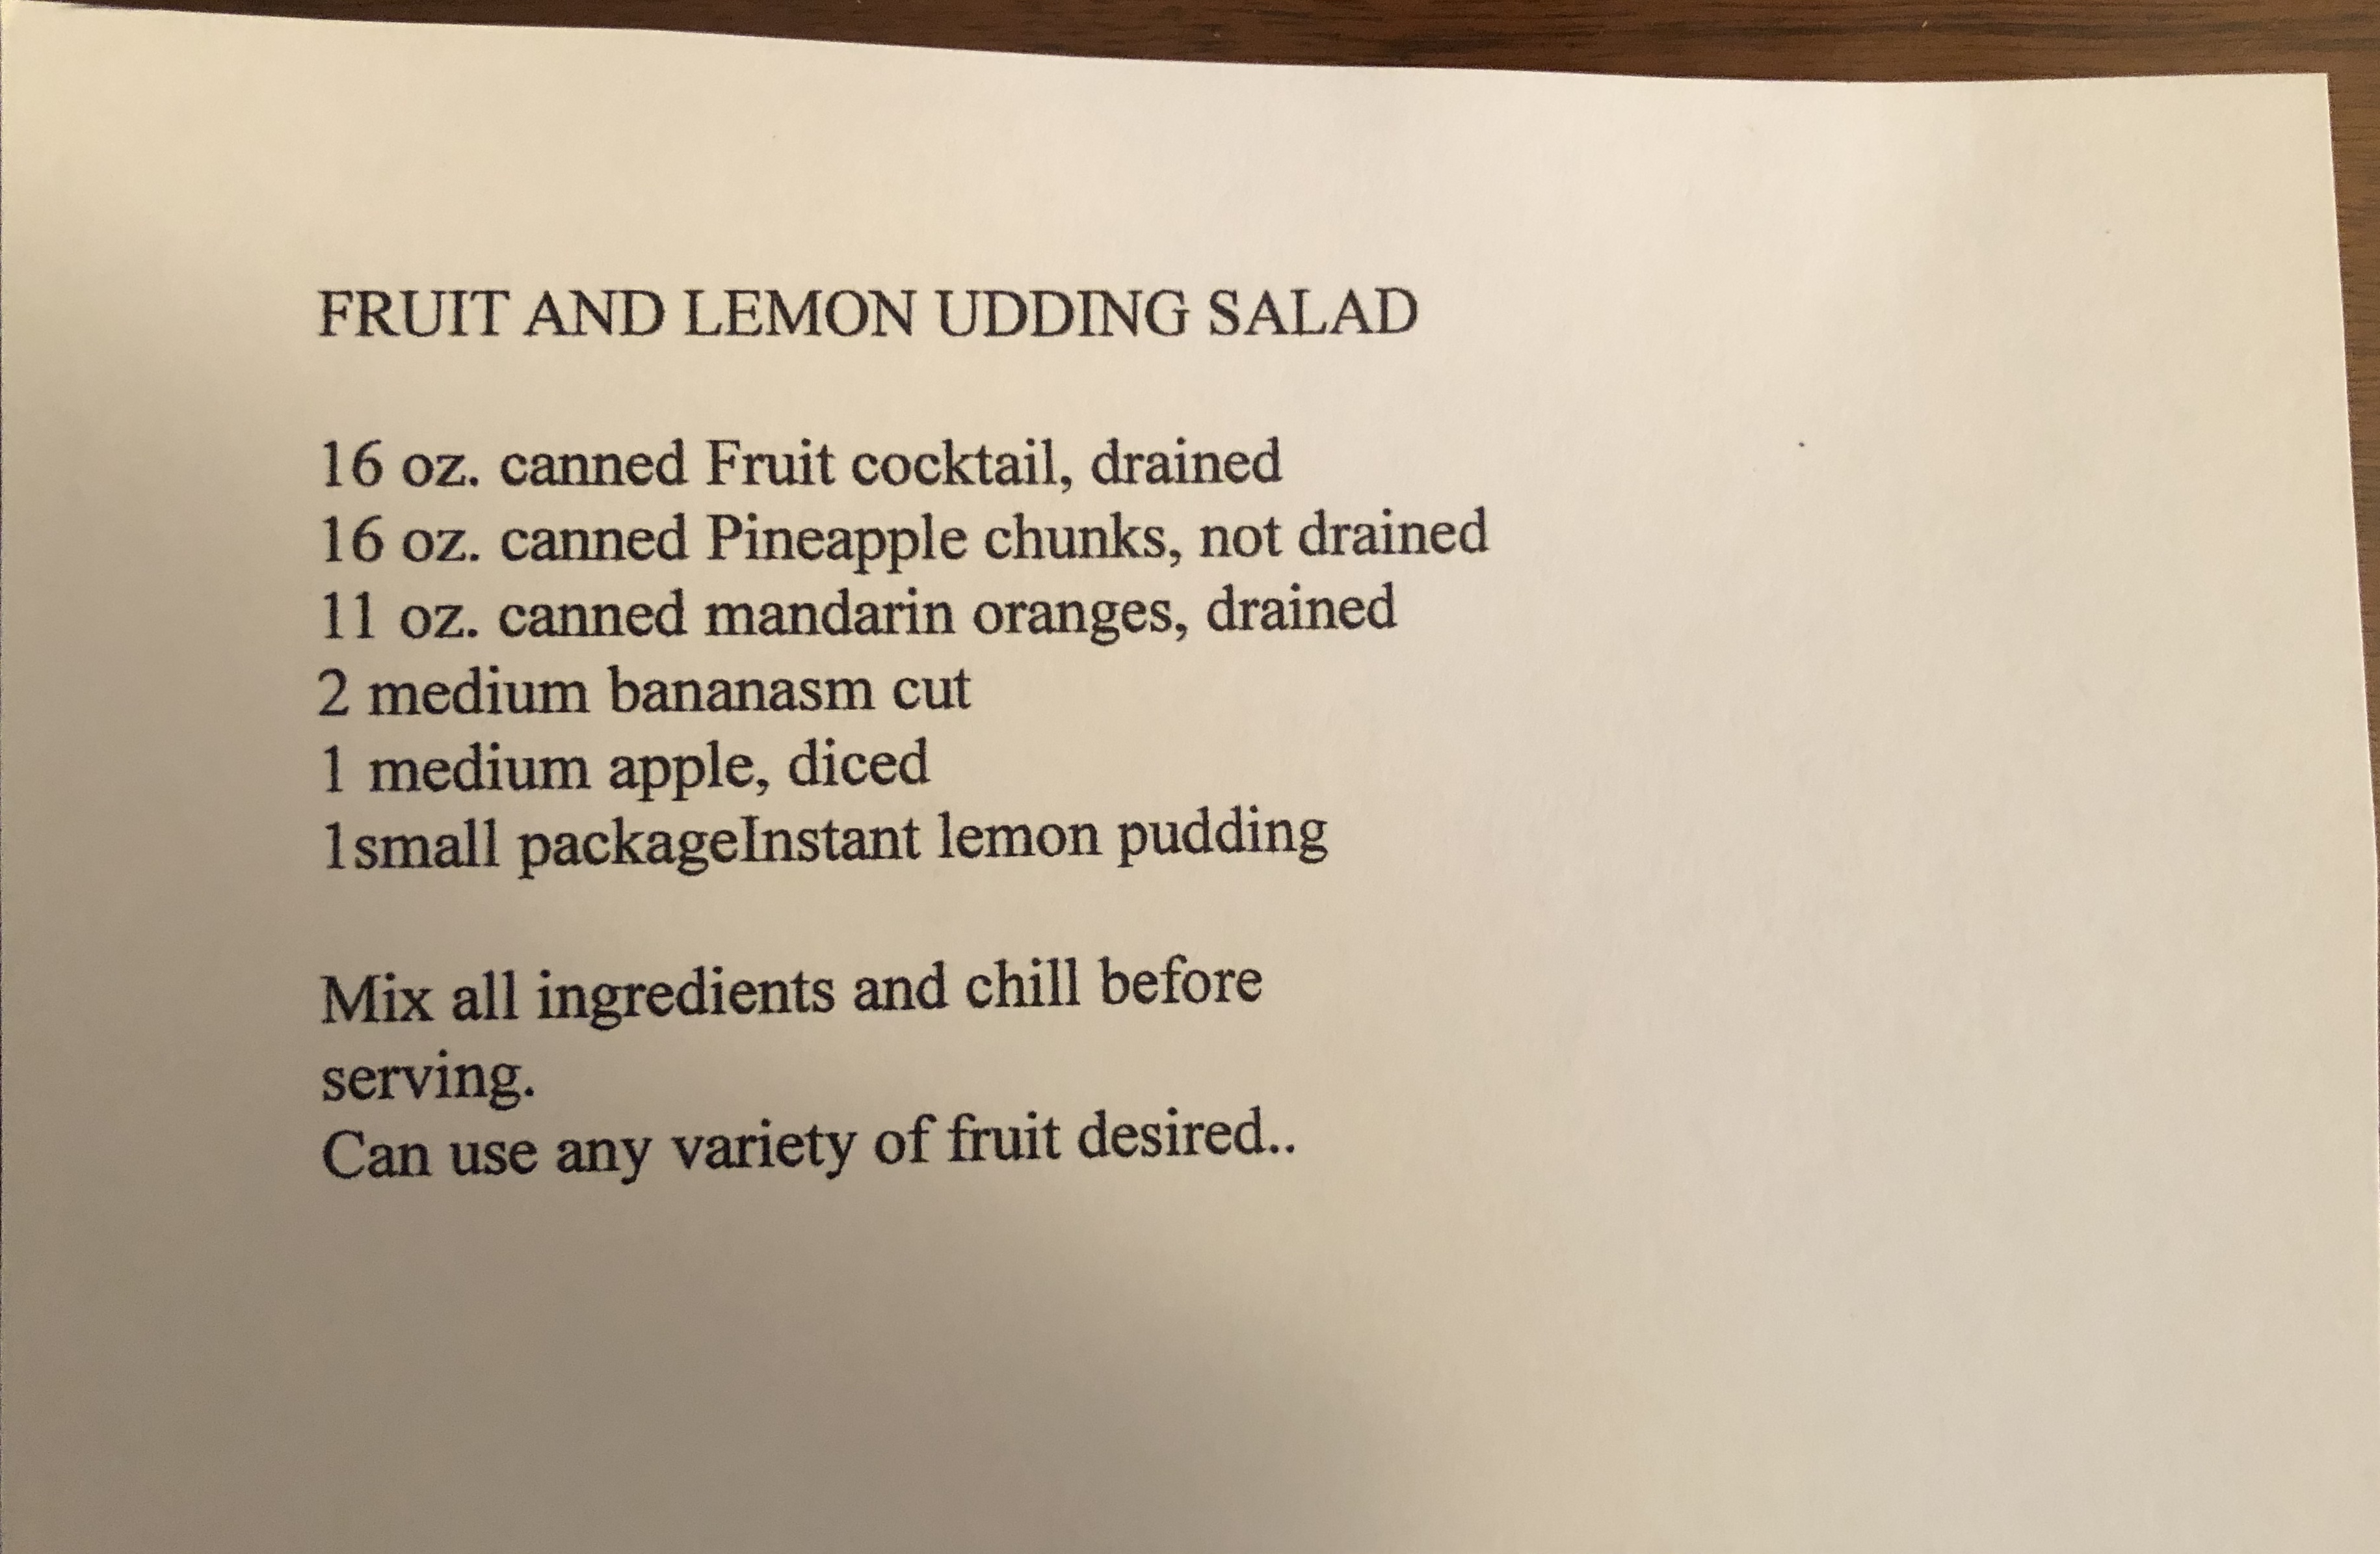 FRUIT AND LEMON UDDING SALAD
16 oz. canned Fruit cocktail, drained
16 oz. canned Pineapple chunks, not drained
11 oz. canned mandarin oranges, drained
2 medium bananasm cut
1 medium apple, diced
1small packageInstant lemon pudding
Mix all ingredients and chill before
serving.
Can use any variety of fruit desired..